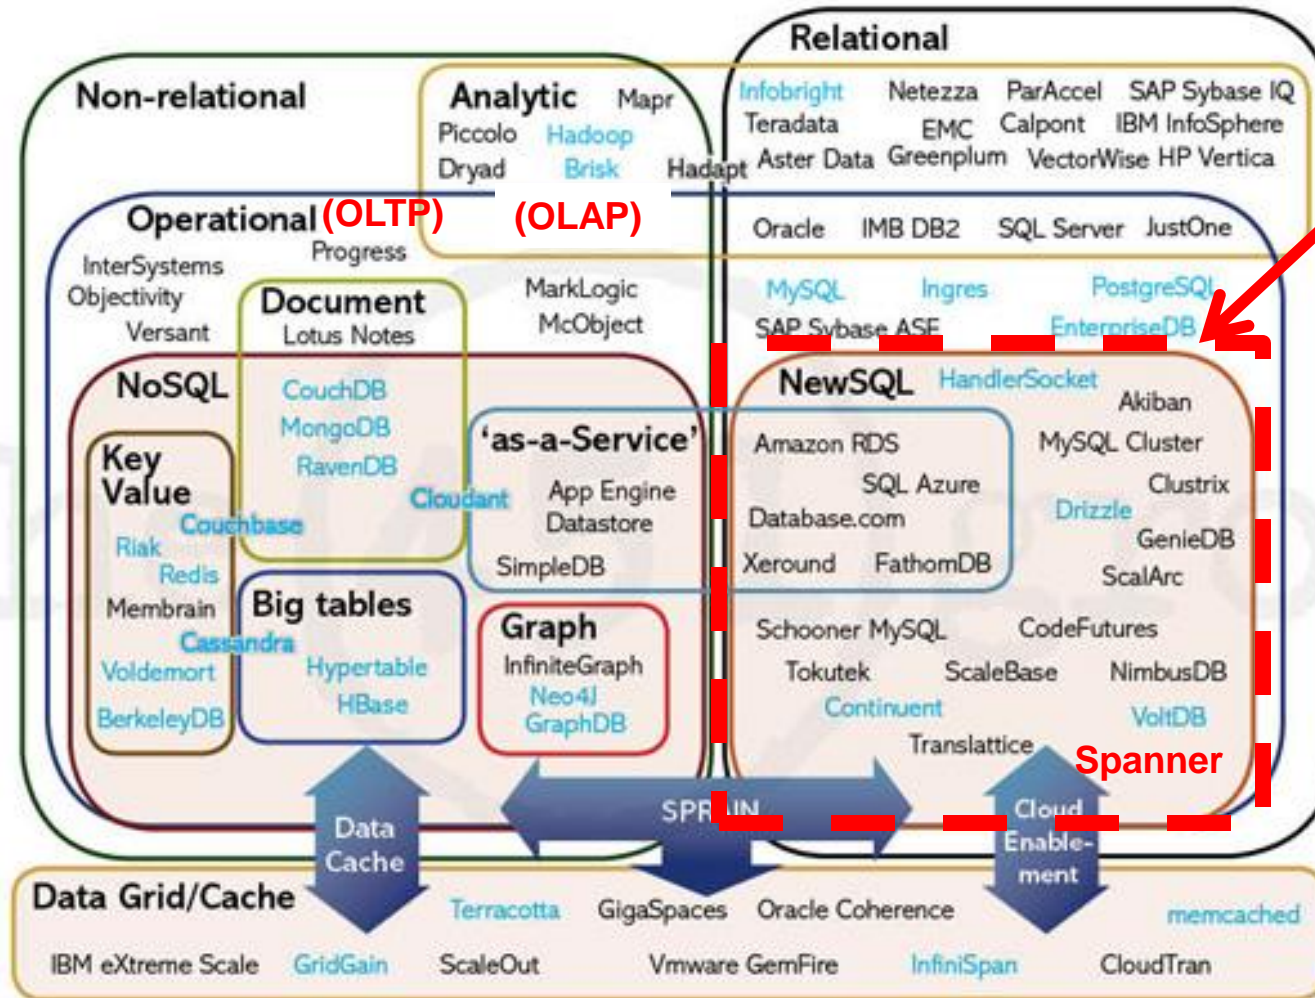 Relational
Non-relational
Analytic Mapr
Piccolo Hadoop
Dryad Brisk Hadapt
Infobright Netezza ParAccel SAP Sybase IQ
Teradata EMC Calpont IBM InfoSphere
Aster Data Greenplum VectorWise HP Vertica
Operational (OLTP) (OLAP)
Oracle IMB DB2 SQL Server JustOne
Progress
InterSystems
Objectivity
Versant
Document
Lotus Notes
MarkLogic
McObject
MySQL Ingres PostgreSQL
SAP Sybase ASE EnterpriseDB
NoSQL
CouchDB
MongoDB
RavenDB
Key
Value
Couchbase
Riak
Redis
Membrain
Cassandra
Voldemort
BerkeleyDB
Big tables
Hypertable
HBase
'as-a-Service'
Cloudant
App Engine
Datastore
SimpleDB
Graph
InfiniteGraph
Neo4J
GraphDB
NewSQL HandlerSocket
Akiban
Amazon RDS MySQL Cluster
SQL Azure Clustrix
Database.com Drizzle
GenieDB
Xeround FathomDB ScalArc
Schooner MySQL CodeFutures
Tokutek ScaleBase NimbusDB
Continuent VoltDB
Translattice
Spanner
Data
Cache
SPRAIN
Cloud
Enable-
ment
Data Grid/Cache
Terracotta GigaSpaces Oracle Coherence memcached
IBM eXtreme Scale GridGain ScaleOut Vmware GemFire InfiniSpan CloudTran